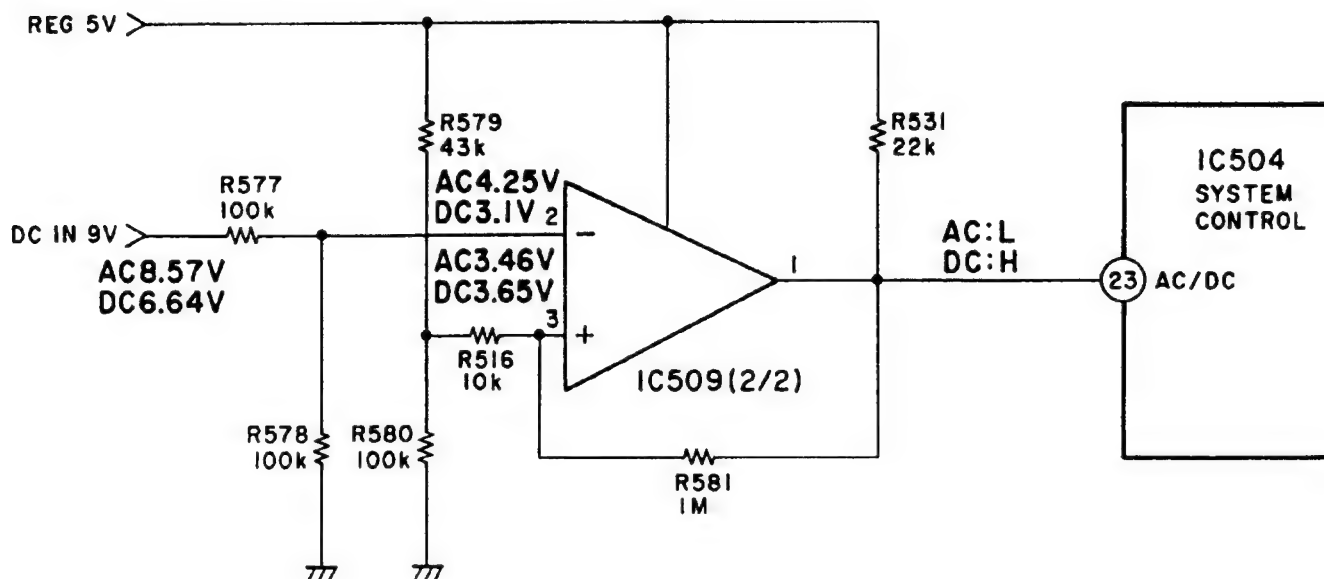 REG 5V
R579
43k
R531
22k
IC504
SYSTEM
CONTROL
R577
100k
AC4.25V
DC3.1V
2
−
DC IN 9V
AC8.57V
DC6.64V
AC3.46V
DC3.65V
3
+
1
AC:L
DC:H
23
AC/DC
R516
10k
IC509(2/2)
R578
100k
R580
100k
R581
1M